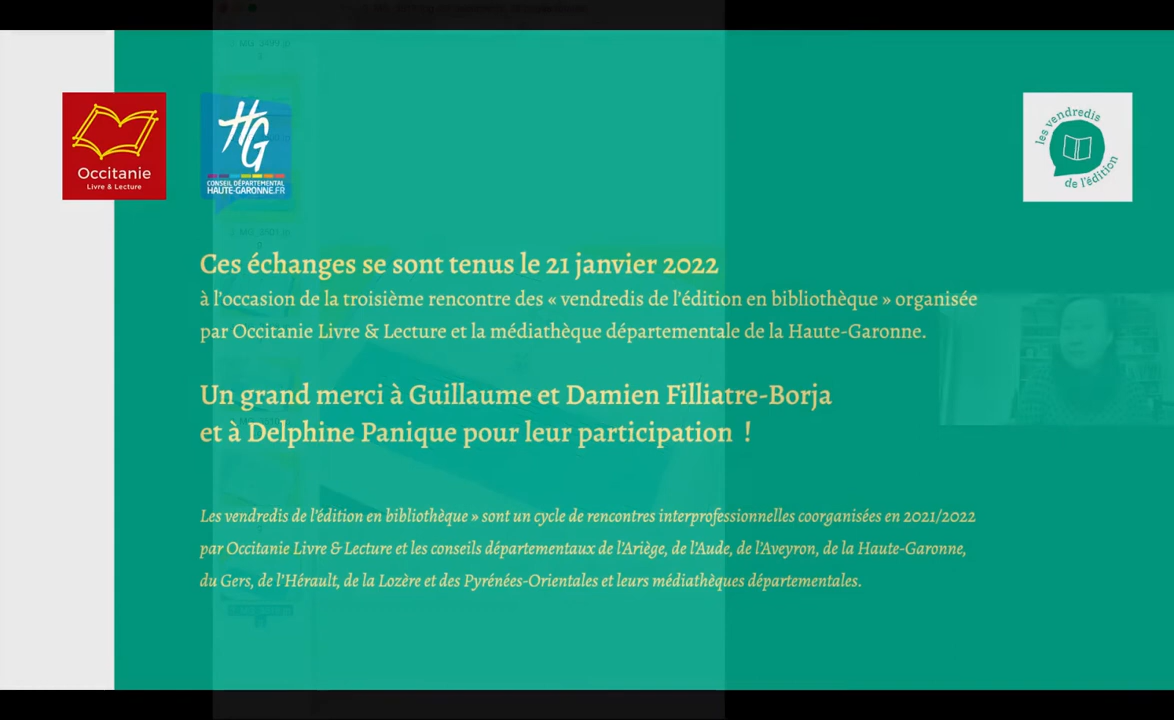 Occitanie
Livre & Lecture
HG
CONSEIL DÉPARTEMENTAL
HAUTE-GARONNE.FR
les vendredis
de l'édition
Ces échanges se sont tenus le 21 janvier 2022
à l'occasion de la troisième rencontre des « vendredis de l'édition en bibliothèque » organisée
par Occitanie Livre & Lecture et la médiathèque départementale de la Haute-Garonne.
Un grand merci à Guillaume et Damien Filliatre-Borja
et à Delphine Panique pour leur participation !
Les vendredis de l'édition en bibliothèque » sont un cycle de rencontres interprofessionnelles coorganisées en 2021/2022
par Occitanie Livre & Lecture et les conseils départementaux de l'Ariège, de l'Aude, de l'Aveyron, de la Haute-Garonne,
du Gers, de l'Hérault, de la Lozère et des Pyrénées-Orientales et leurs médiathèques départementales.